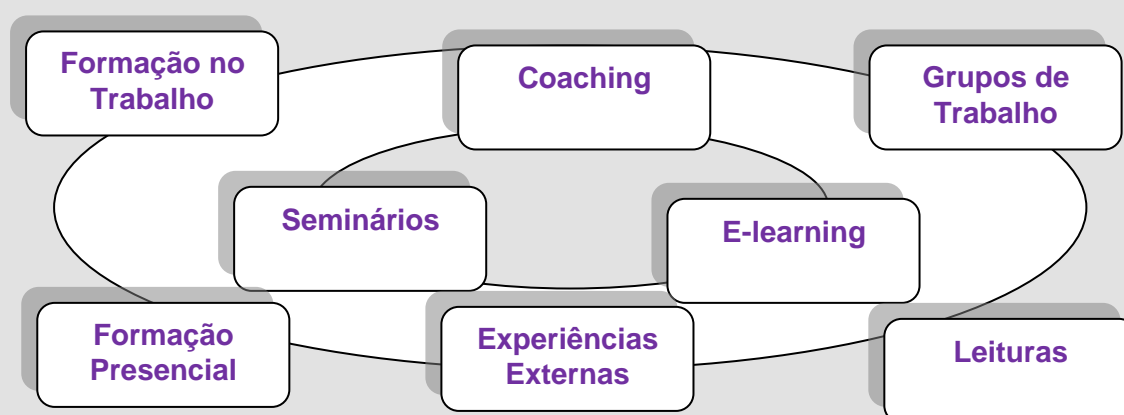 Formação no
Trabalho
Coaching
Grupos de
Trabalho
Seminários
E-learning
Formação
Presencial
Experiências
Externas
Leituras